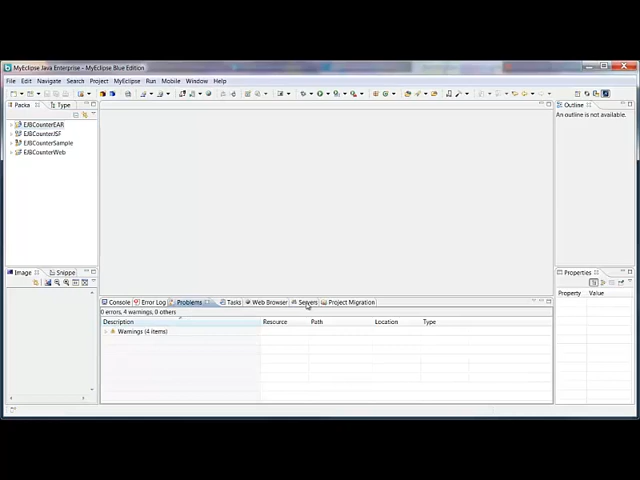 MyEclipse Java Enterprise - MyEclipse Blue Edition
File Edit Navigate Search Project MyEclipse Run Mobile Window Help
Packa Type
Outline
An outline is not available.
EJBCounterEAR
EJBCounterJSF
EJBCounterSample
EJBCounterWeb
Image Snippe
Properties
Property Value
Console Error Log Problems Tasks Web Browser Servers Project Migration
0 errors, 4 warnings, 0 others
Description Resource Path Location Type
Warnings (4 items)